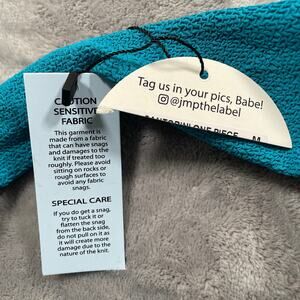 Tag us in your pics, Babe!
@jmpthelabel
SANTORINI ONE PIECE M
CAUTION
SENSITIVE
FABRIC
This garment is made
from a fabric
that can have snags
and damages to the
knit if treated too
roughly. Please avoid
sitting on rocks or
rough surfaces to
avoid any fabric
snags.
SPECIAL CARE
If you do get a snag,
try to tuck it or
flatten the snag
from the back side,
do not pull on it as
it will create more
damage due to the
nature of the knit.